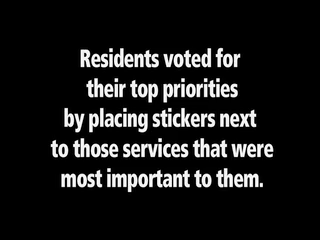 Residents voted for
their top priorities
by placing stickers next
to those services that were
most important to them.